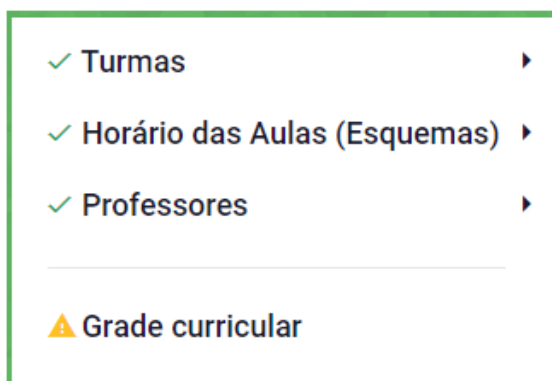 Turmas
Horário das Aulas (Esquemas)
Professores
Grade curricular